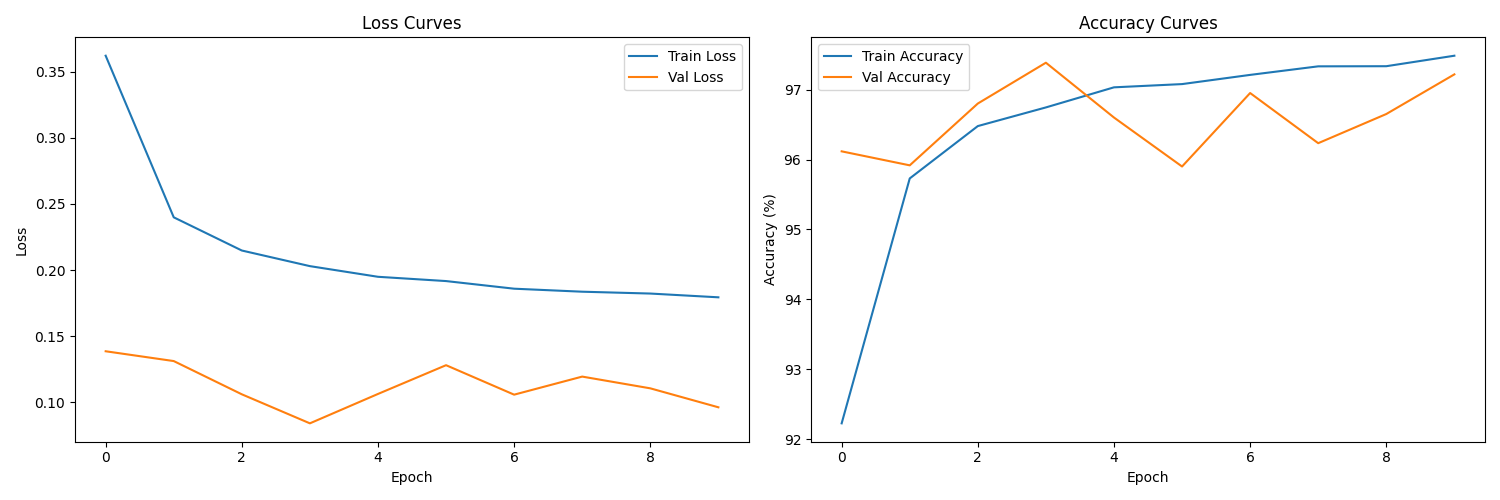 Loss Curves
Train Loss
Val Loss
0.35
0.30
0.25
0.20
0.15
0.10
Loss
0 2 4 6 8
Epoch
Accuracy Curves
Train Accuracy
Val Accuracy
97
96
95
94
93
92
Accuracy (%)
0 2 4 6 8
Epoch